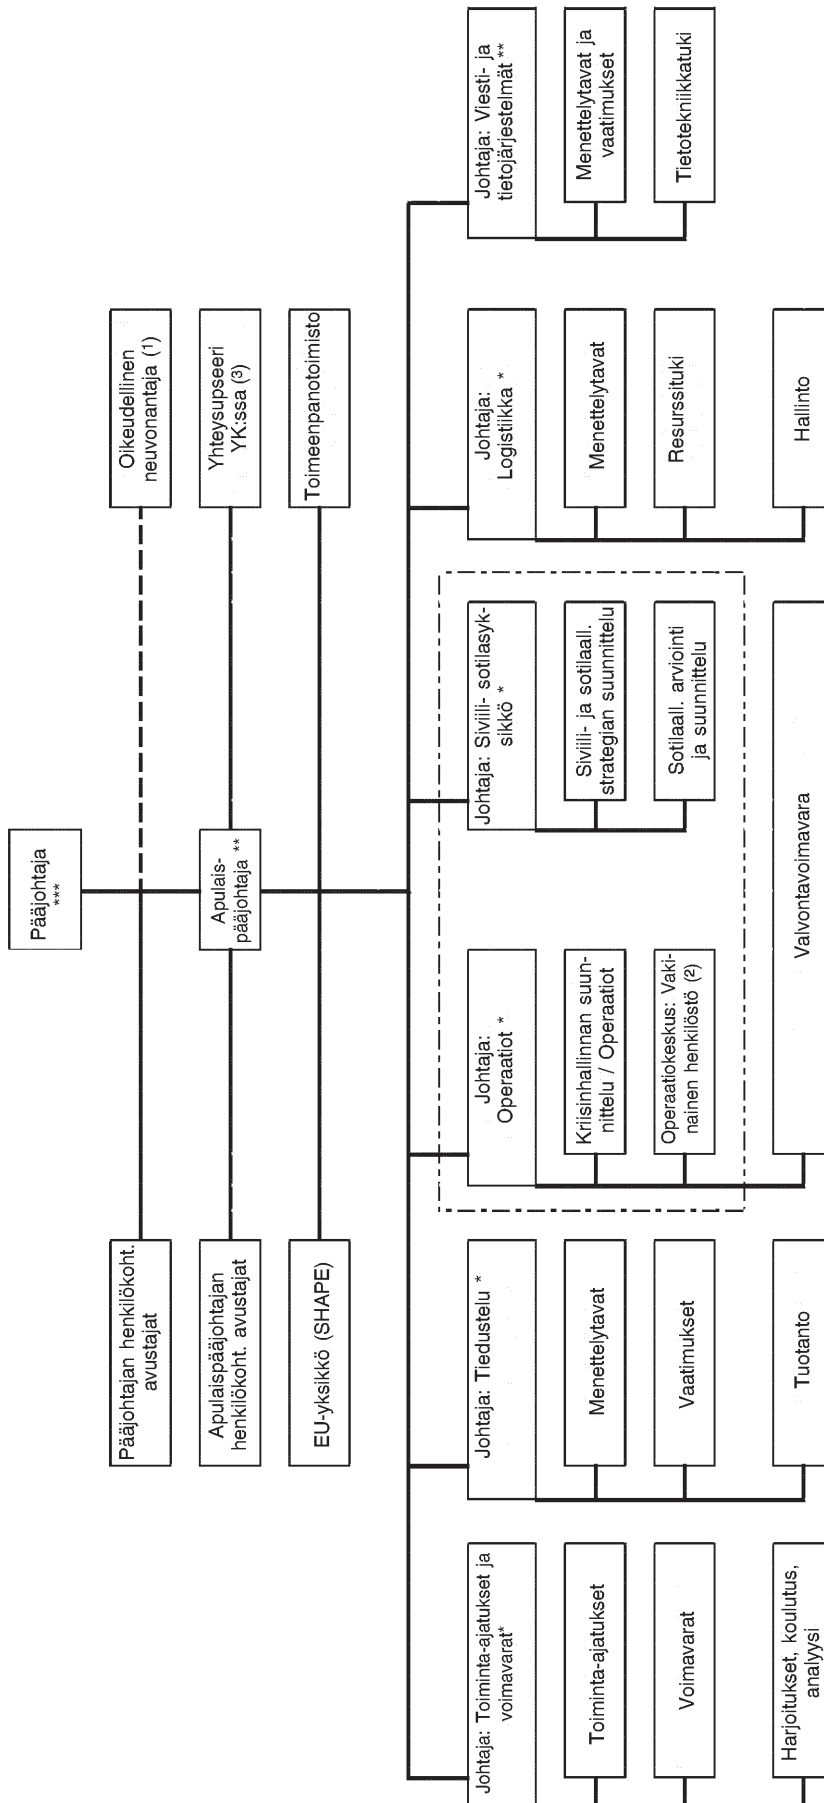 Pääjohtaja
***
Pääjohtajan henkilökoht.
avustajat
Oikeudellinen
neuvonantaja (1)
Apulaispääjohtajan
henkilökoht. avustajat
Apulais-
pääjohtaja **
Yhteysupseeri
YK:ssa (3)
EU-yksikkö (SHAPE)
Toimeenpanotoimisto
Johtaja: Toiminta-ajatukset ja
voimavarat*
Toiminta-ajatukset
Voimavarat
Harjoitukset, koulutus,
analyysi
Johtaja: Tiedustelu *
Menettelytavat
Vaatimukset
Tuotanto
Johtaja:
Operaatiot *
Kriisinhallinnan suun-
nittelu / Operaatiot
Operaatiokeskus: Vaki-
nainen henkilöstö (2)
Valvontavoimavara
Johtaja: Siviili- sotilasyk-
sikkö *
Siviili- ja sotilaall.
strategian suunnittelu
Sotilaall. arviointi
ja suunnittelu
Johtaja:
Logistiikka *
Menettelytavat
Resurssituki
Hallinto
Johtaja: Viesti- ja
tietojärjestelmät **
Menettelytavat ja
vaatimukset
Tietotekniikkatuki